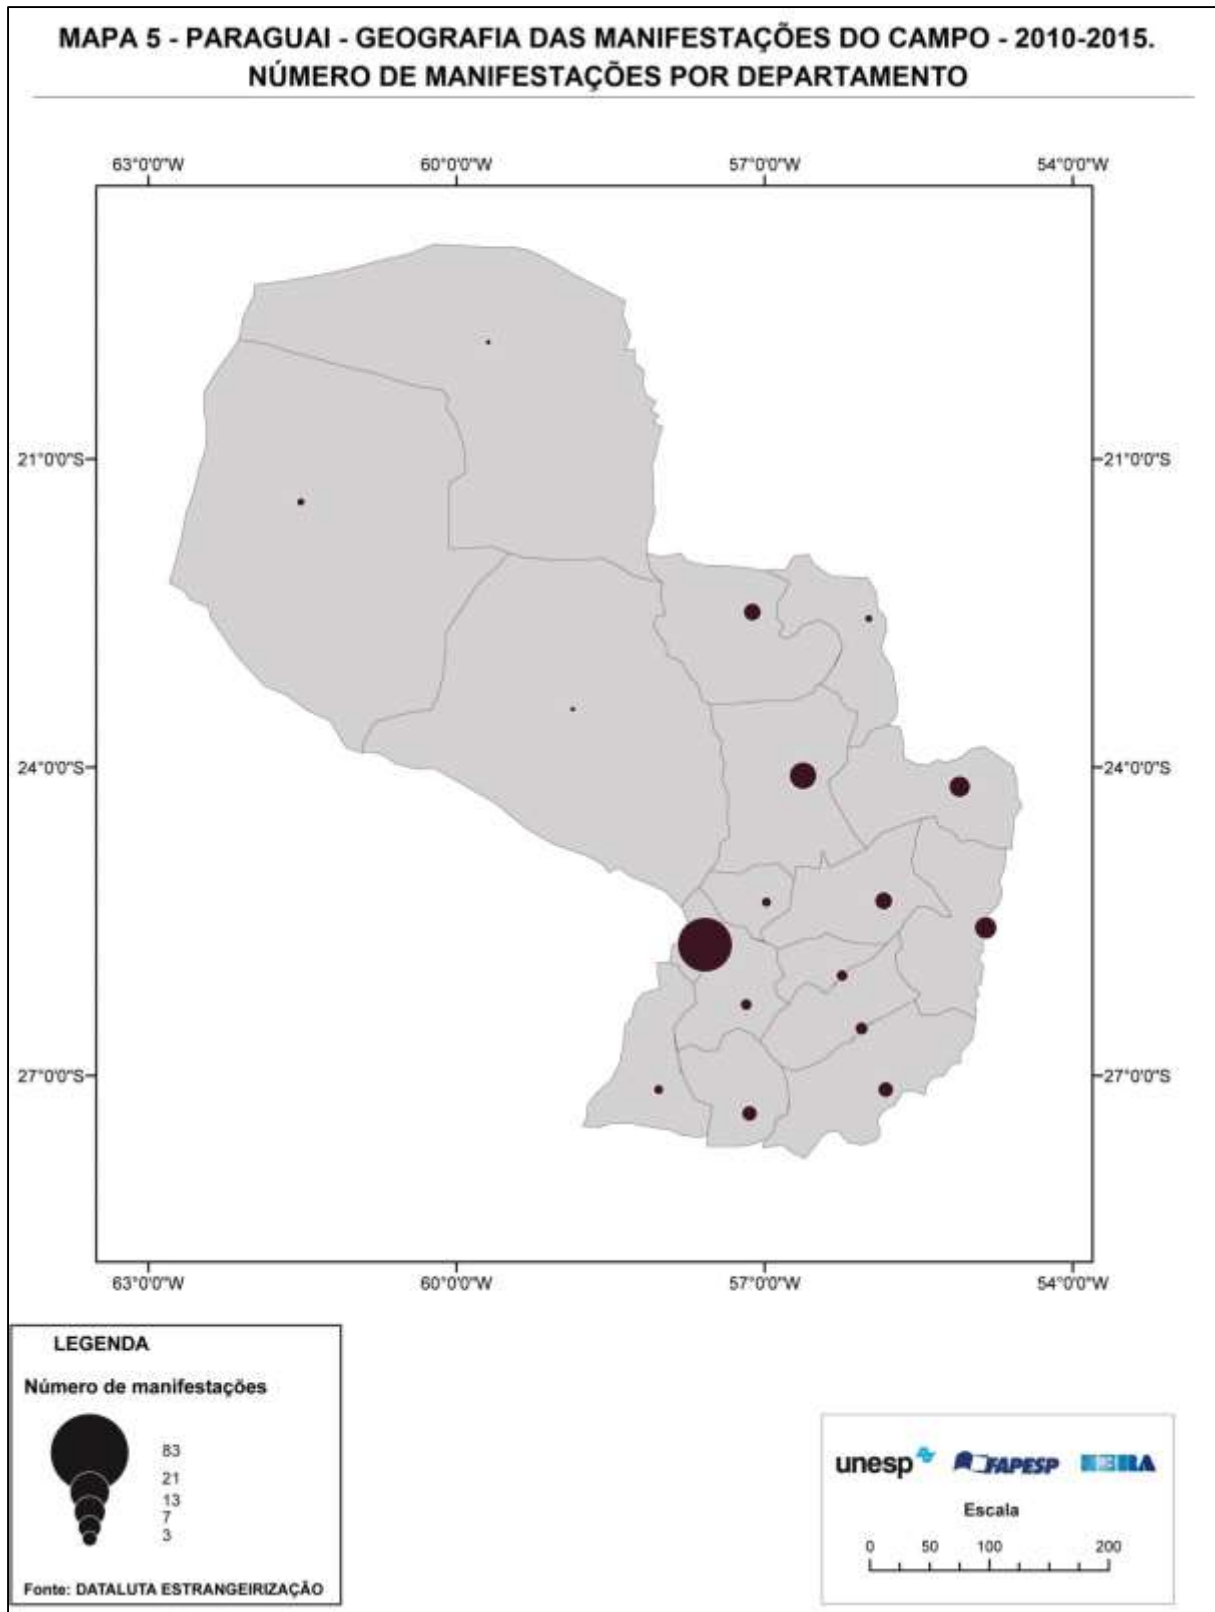 MAPA 5 - PARAGUAI - GEOGRAFIA DAS MANIFESTAÇÕES DO CAMPO - 2010-2015.
NÚMERO DE MANIFESTAÇÕES POR DEPARTAMENTO
63°0'0"W 60°0'0"W 57°0'0"W 54°0'0"W
21°0'0"S 21°0'0"S
24°0'0"S 24°0'0"S
27°0'0"S 27°0'0"S
63°0'0"W 60°0'0"W 57°0'0"W 54°0'0"W
LEGENDA
Número de manifestações
83
21
13
7
3
Fonte: DATALUTA ESTRANGEIRIZAÇÃO
unesp FAPESP NERA
Escala
0 50 100 200